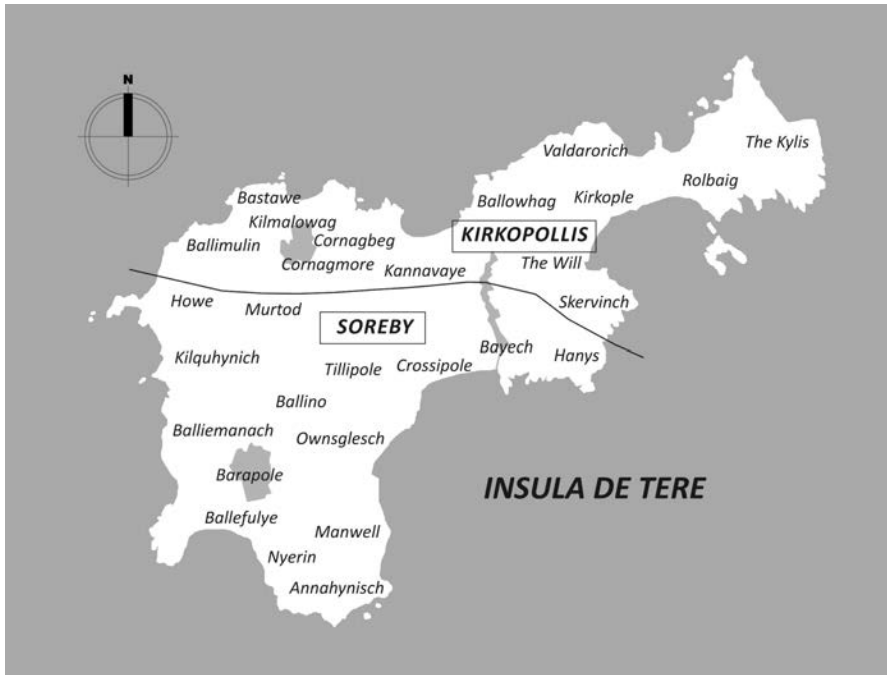 N
The Kylis
Valdarorich
Rolbaig
Bastawe
Ballowhag
Kirkople
Kilmalowag
KIRKOPOLLIS
Ballimulin
Cornagbeg
Cornagmore
The Will
Kannavaye
Howe
Skervinch
Murtod
SOREBY
Bayech
Kilquhynich
Hanys
Tillipole
Crossipole
Ballino
Balliemanach
Ownsglesch
Barapole
INSULA DE TERE
Ballefulye
Manwell
Nyerin
Annahynisch